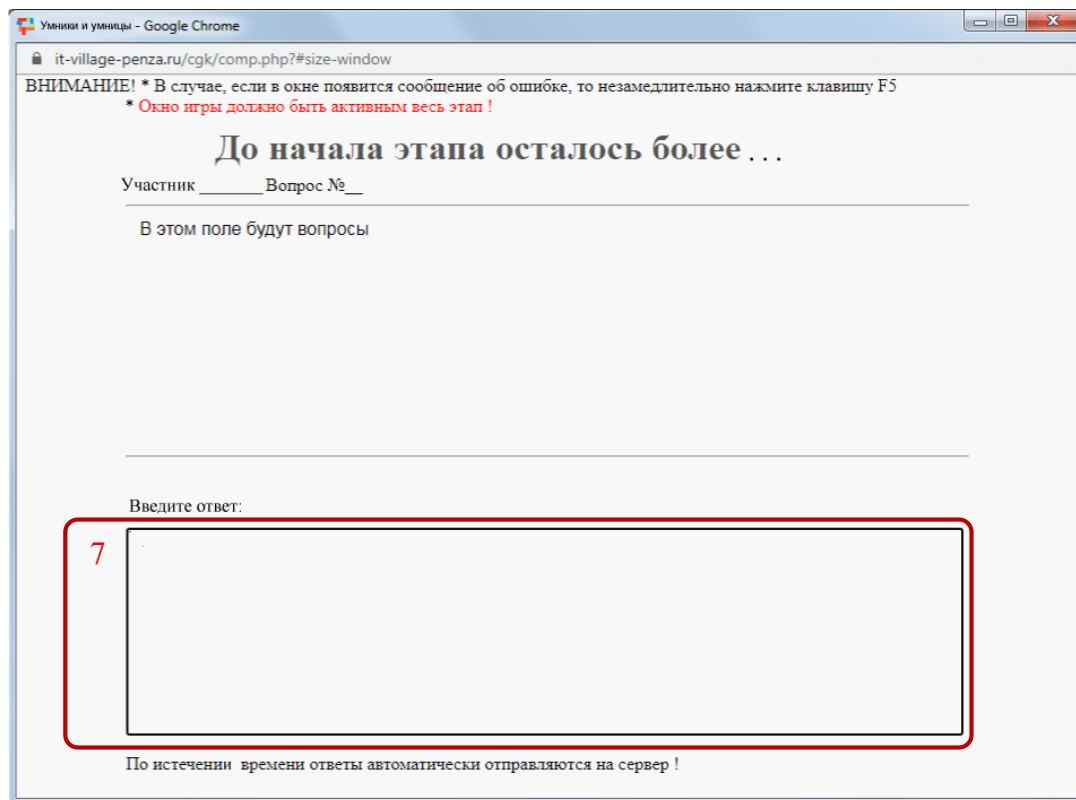 Умники и умницы - Google Chrome
it-village-penza.ru/cgk/comp.php?#size-window
ВНИМАНИЕ! * В случае, если в окне появится сообщение об ошибке, то незамедлительно нажмите клавишу F5
* Окно игры должно быть активным весь этап !
До начала этапа осталось более . . .
Участник _______ Вопрос №__
В этом поле будут вопросы
Введите ответ:
7
По истечении времени ответы автоматически отправляются на сервер !